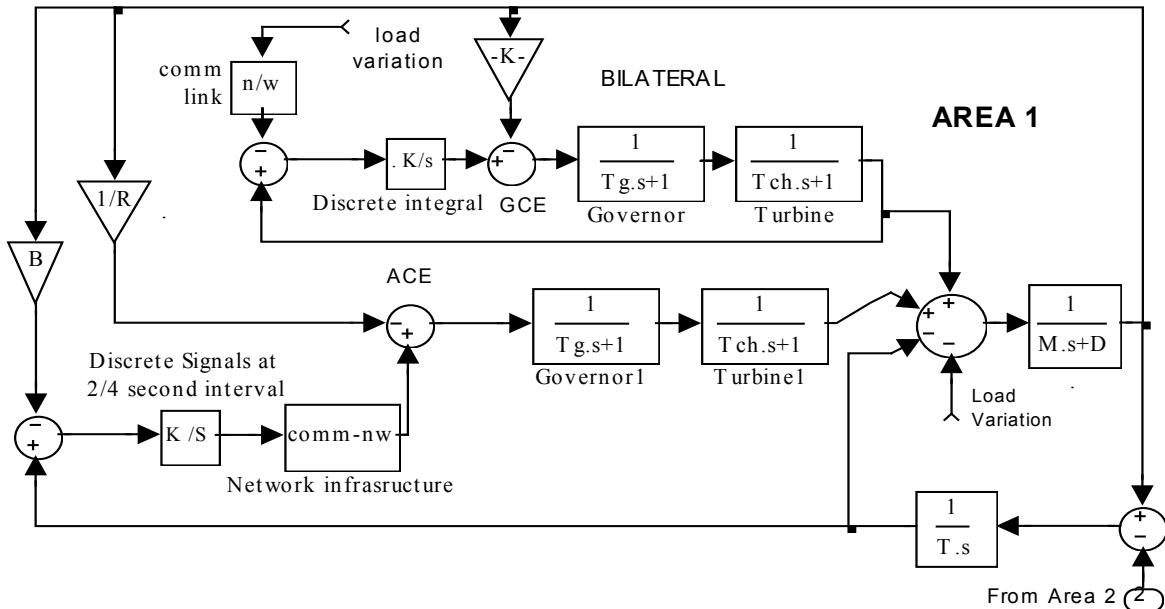 load
variation
comm
link
n/w
-K-
BILATERAL
AREA 1
−
+
. K/s
Discrete integral
+ −
GCE
1
Tg.s+1
Governor
1
Tch.s+1
Turbine
1/R
B
ACE
−
+
1
Tg.s+1
Governor1
1
Tch.s+1
Turbine1
+
+
−
−
1
M.s+D
Load
Variation
Discrete Signals at
2/4 second interval
−
+
K /S
comm-nw
Network infrasructure
1
T.s
+
−
From Area 2 2